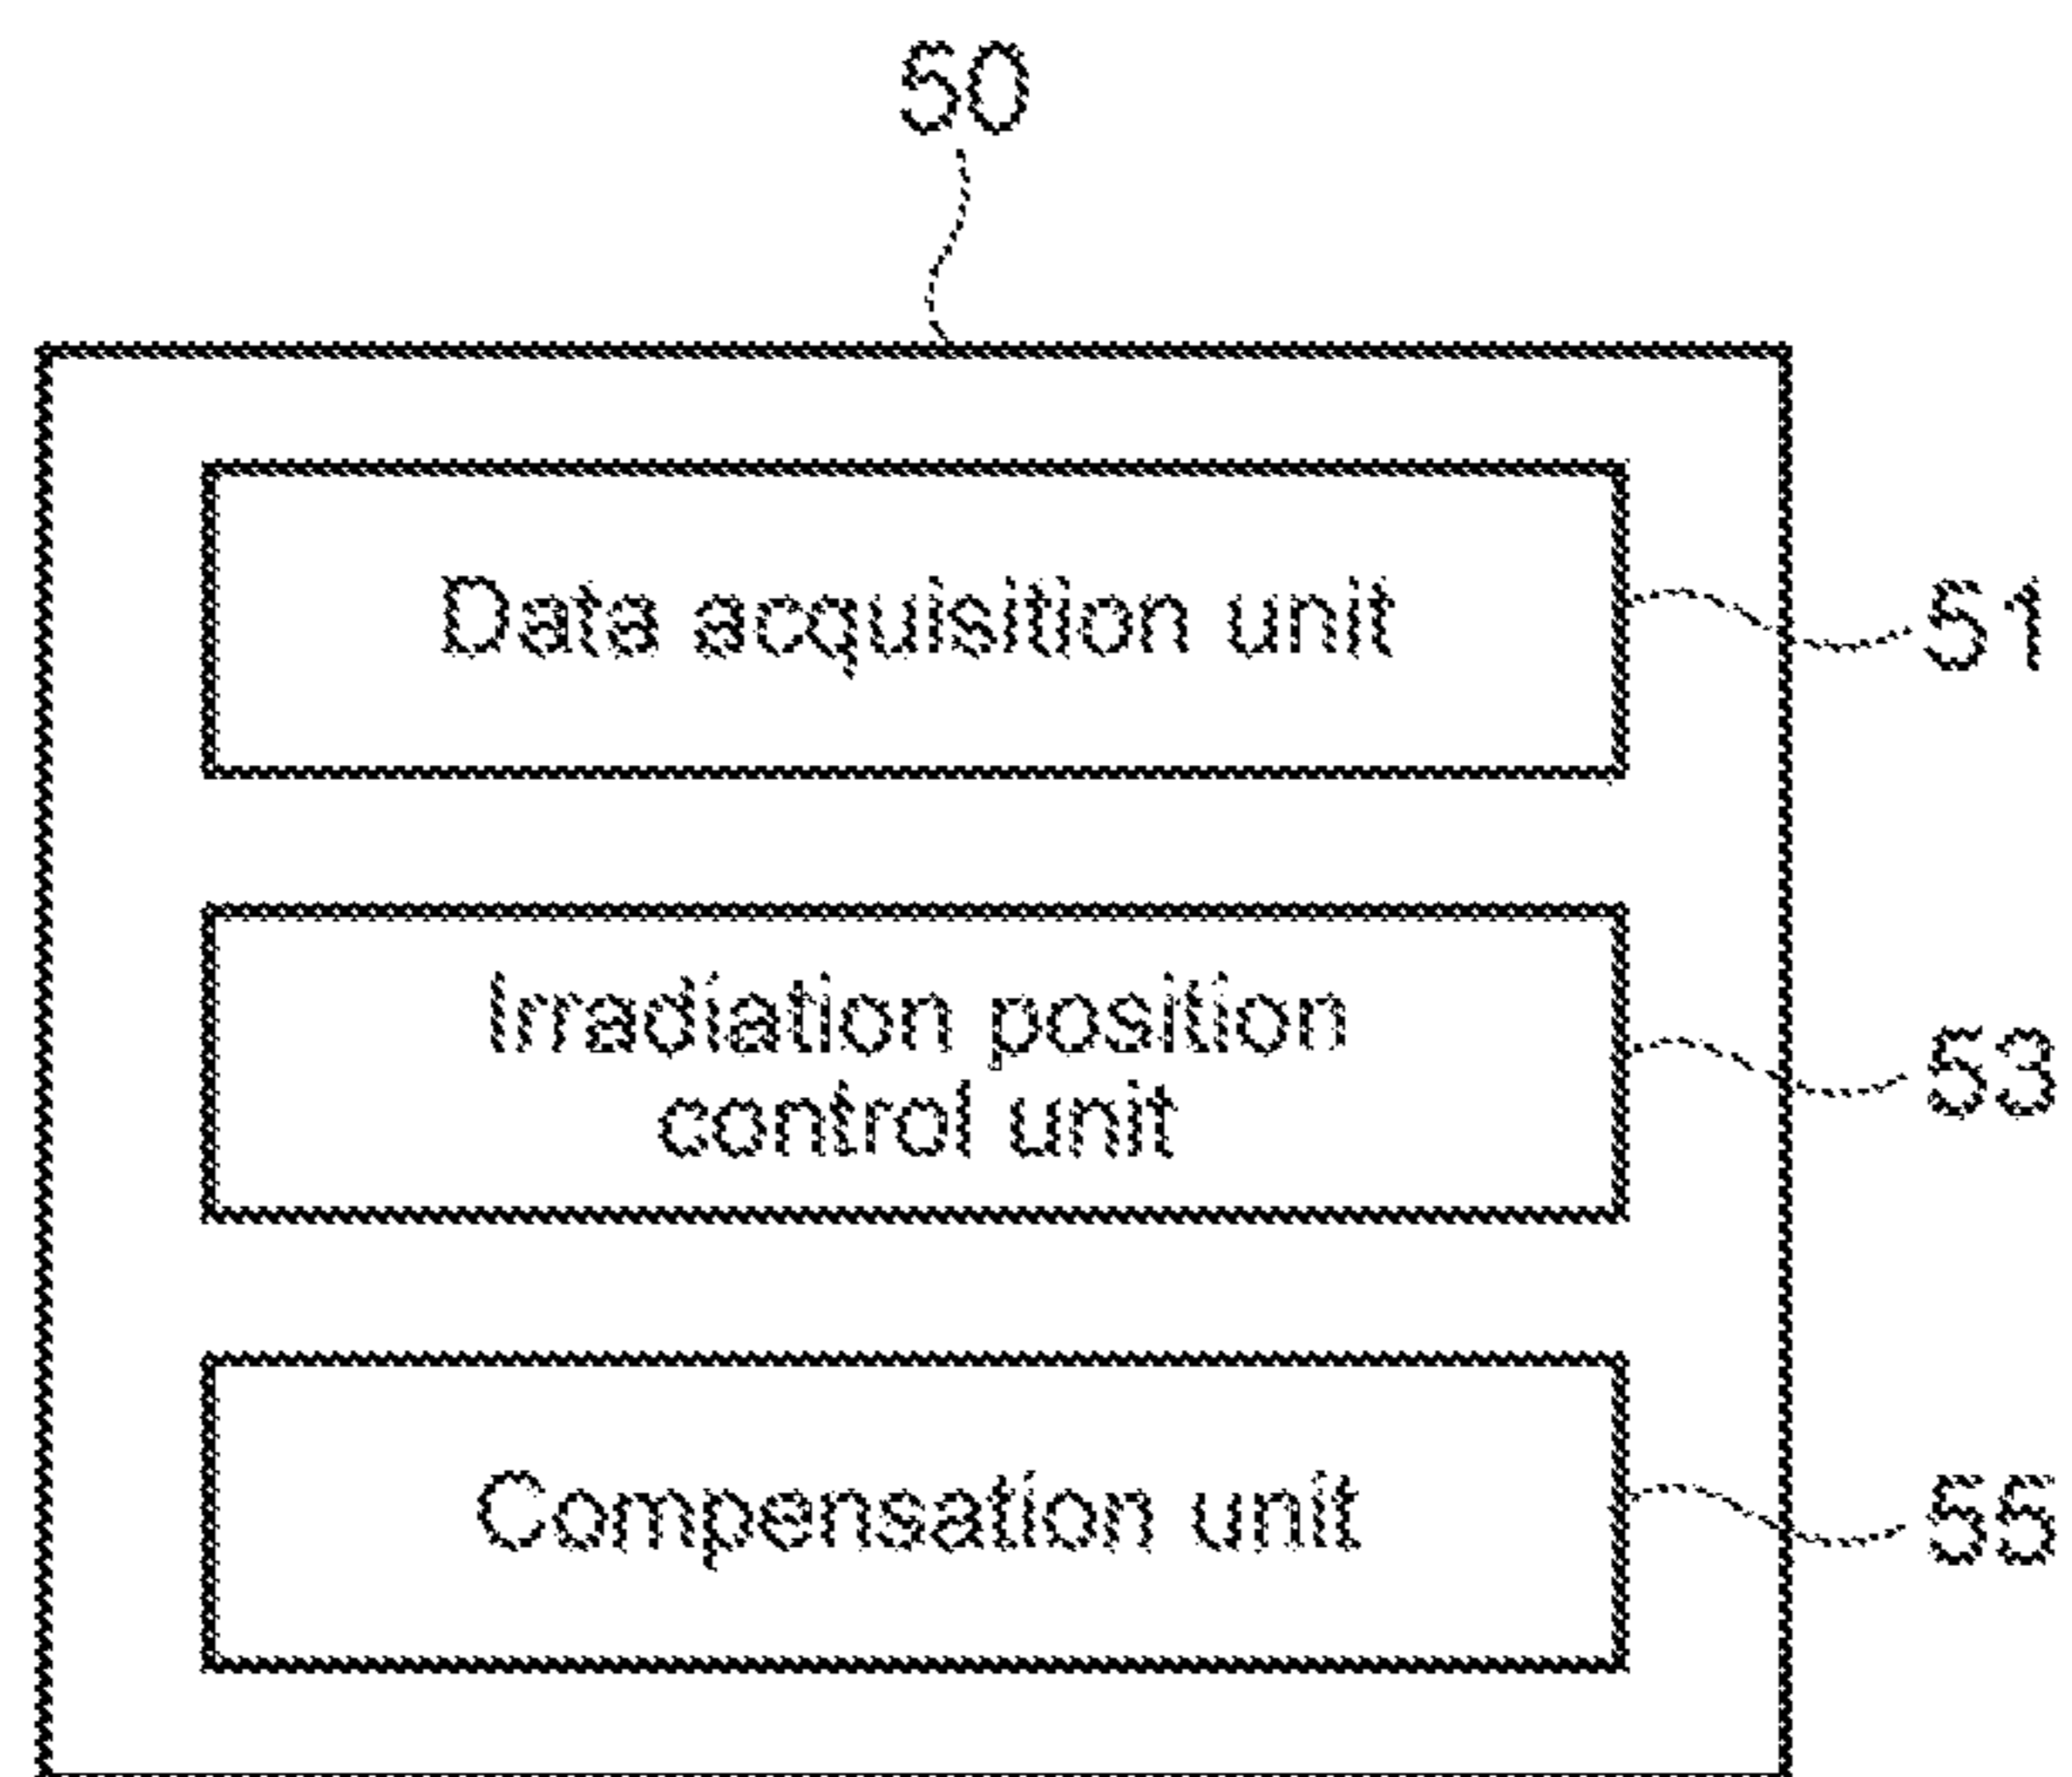 50
Data acquisition unit
51
Irradiation position
control unit
53
Compensation unit
55